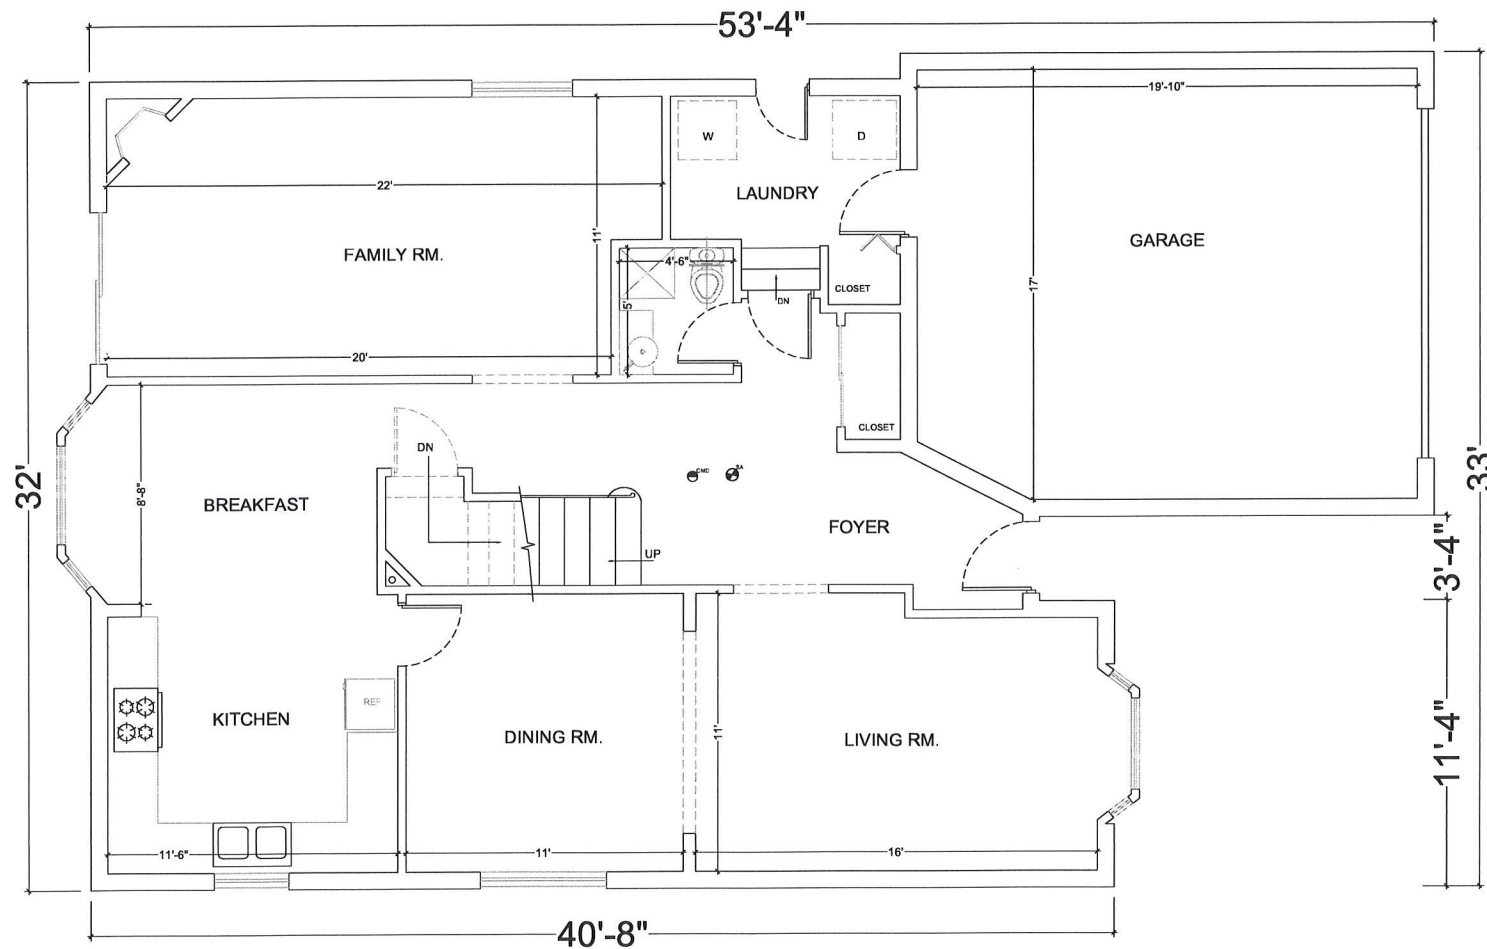 53'-4"
19'-10"
W
D
22'
LAUNDRY
11'
FAMILY RM.
GARAGE
4'-6"
CLOSET
17'
DN
5'
20'
CLOSET
DN
CMD
SA
32'
8'-8"
BREAKFAST
33'
FOYER
UP
3'-4"
REF
KITCHEN
DINING RM.
11'
LIVING RM.
11'-4"
11'-6"
11'
16'
40'-8"